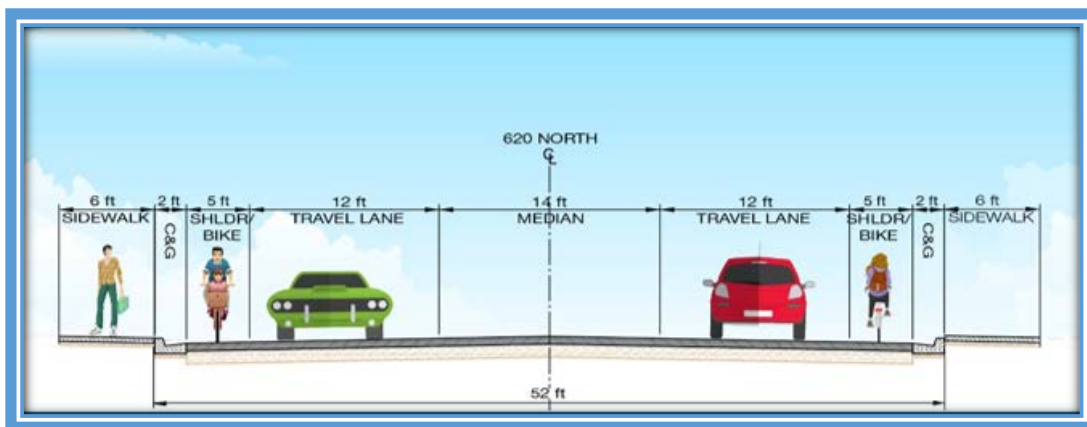 620 NORTH
CL
6 ft 2 ft 5 ft 12 ft 14 ft 12 ft 5 ft 2 ft 6 ft
SIDEWALK C&G SHLDR/ TRAVEL LANE MEDIAN TRAVEL LANE SHLDR/ C&G SIDEWALK
BIKE BIKE
52 ft